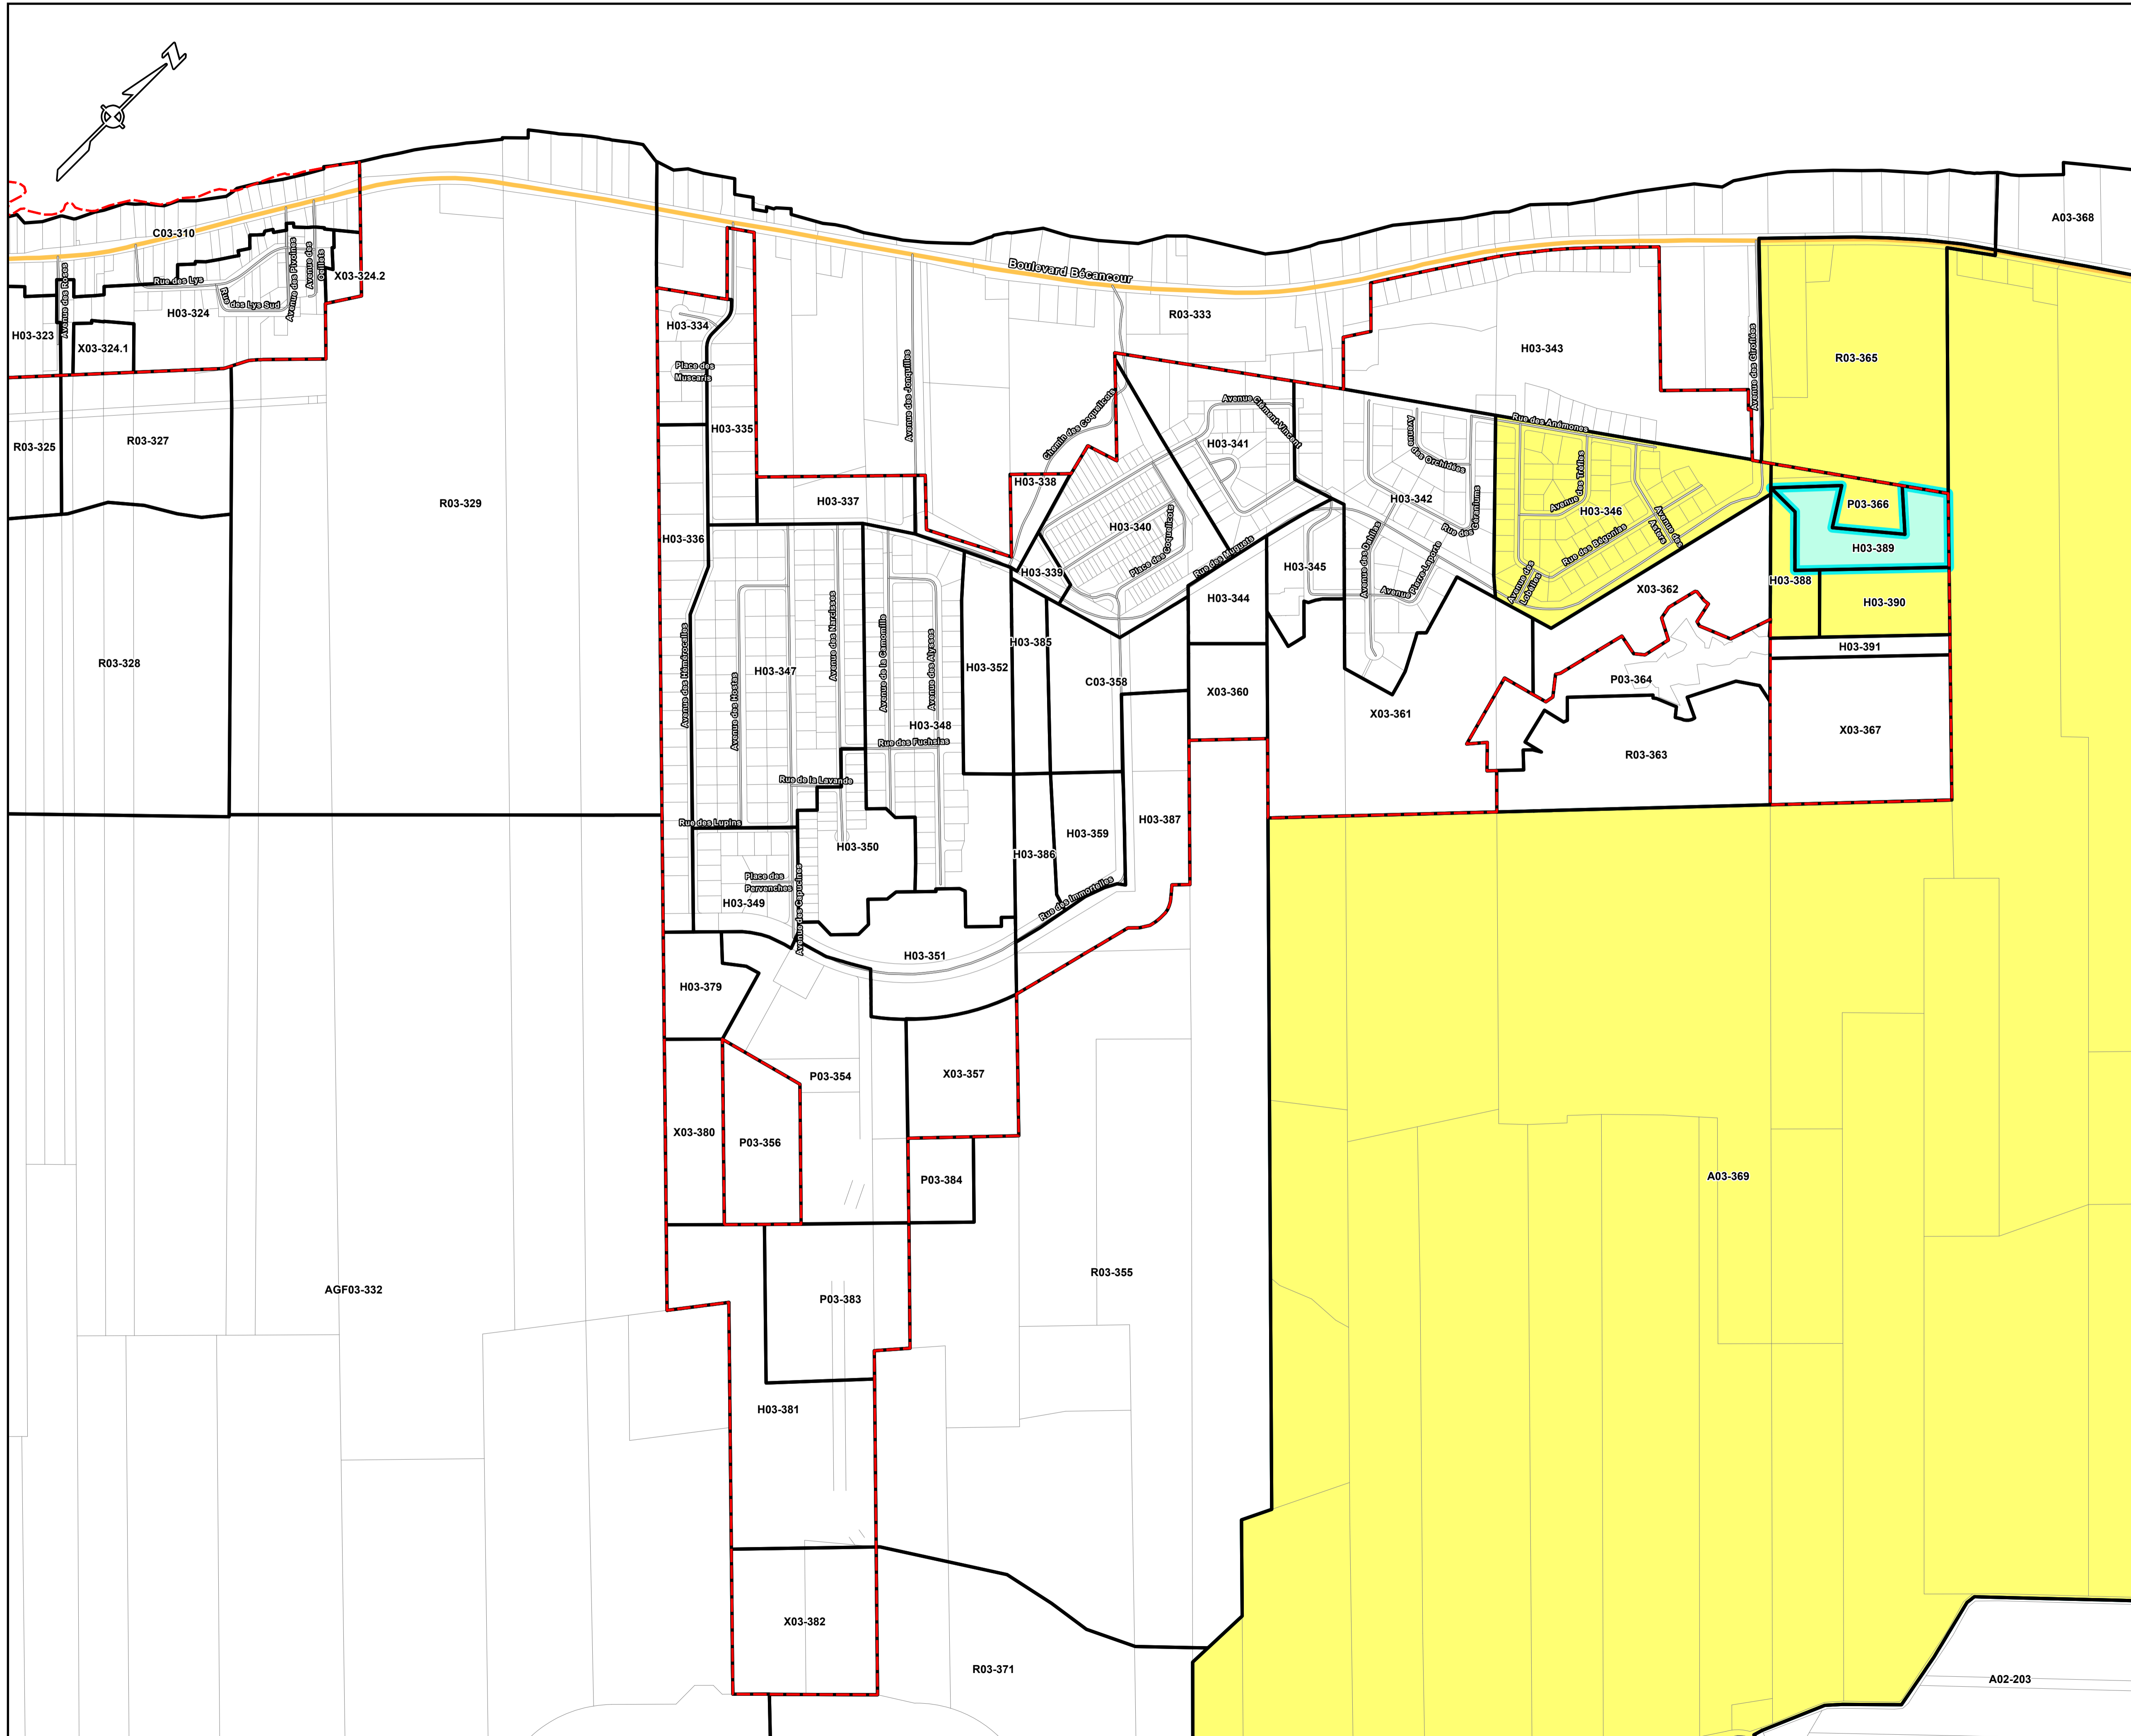 Z
A03-368
C03-310
Boulevard Bécancour
X03-324.2
Avenue des Roses
Rue des Lys
Avenue des Pivoines
Avenue des
Oeillets
Rue
des Lys Sud
H03-324
H03-323
X03-324.1
R03-325
R03-327
R03-328
R03-329
R03-333
H03-334
Place des
Muscaris
H03-335
H03-336
Avenue des Jonquilles
H03-337
H03-338
Chemin des Coquelicots
Avenue Clément-Vincent
H03-341
H03-340
Place des Coquelicots
H03-339
Rue des Muguets
H03-343
Avenue des Giroflées
R03-365
Avenue
des Orchidées
H03-342
Rue des
Géraniums
Rue des Anémones
Avenue des Trèfles
H03-346
Rue des Bégonias
Avenue des
Asters
Avenue des
Lobélies
Avenue des Dahlias
Avenue Pierre-Laporte
H03-345
H03-344
X03-360
X03-361
X03-362
P03-364
R03-363
P03-366
H03-389
H03-388
H03-390
H03-391
X03-367
Avenue des Hémérocalles
Avenue des Hostas
H03-347
Avenue des Narcisses
Avenue de la Camomille
Avenue des Alysses
H03-348
Rue des Fuchsias
Rue de la Lavande
Rue des Lupins
H03-352
H03-385
C03-358
H03-387
H03-359
H03-386
H03-350
Place des
Pervenches
H03-349
Avenue des Capucines
Rue des Immortelles
H03-351
H03-379
P03-354
X03-357
X03-380
P03-356
P03-384
A03-369
AGF03-332
P03-383
R03-355
H03-381
X03-382
R03-371
A02-203